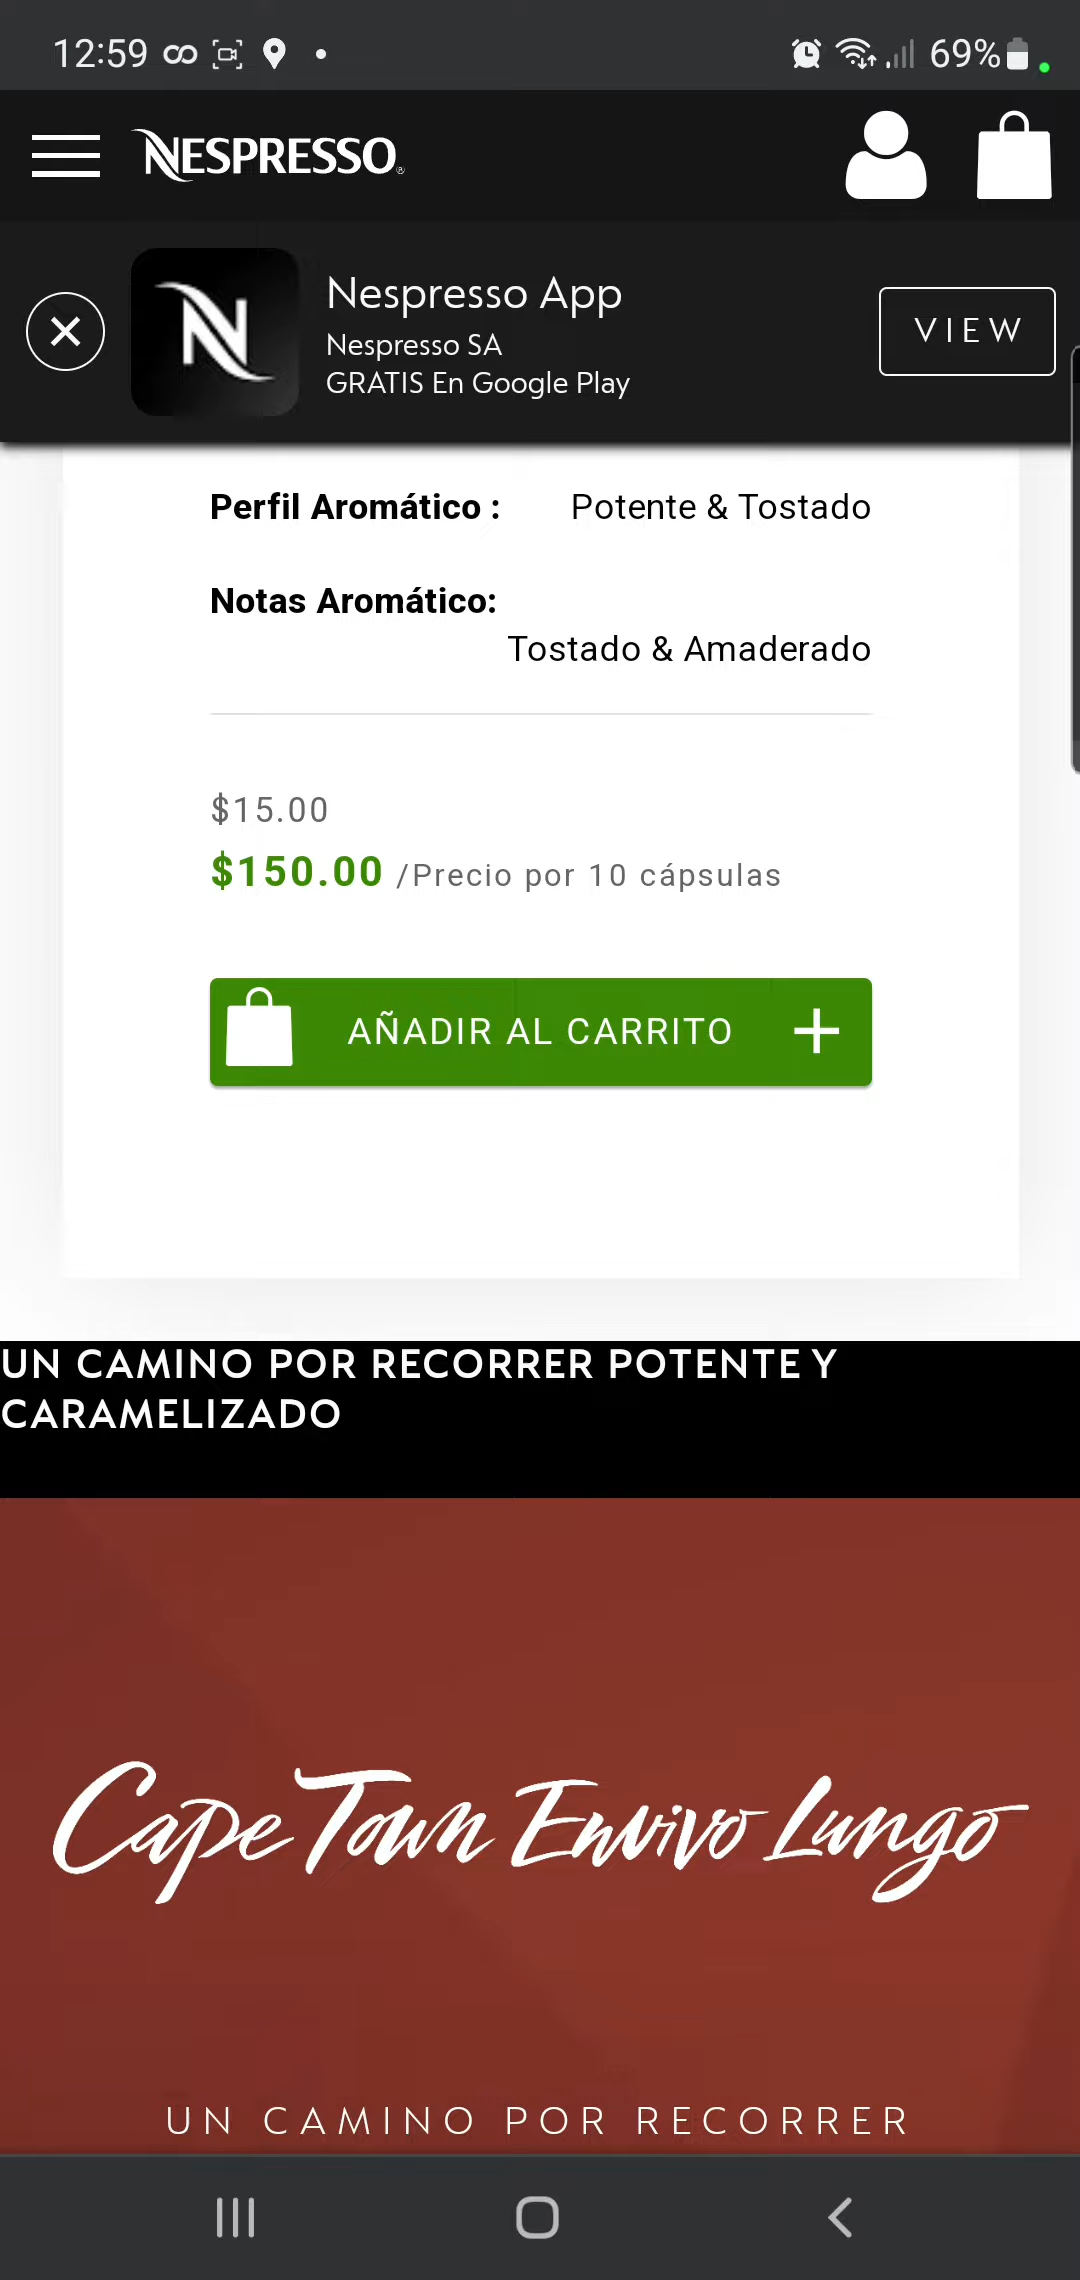 12:59
69%
NESPRESSO
Nespresso App
Nespresso SA
GRATIS En Google Play
VIEW
Perfil Aromático : Potente & Tostado
Notas Aromático:
Tostado & Amaderado
$15.00
$150.00 /Precio por 10 cápsulas
AÑADIR AL CARRITO +
UN CAMINO POR RECORRER POTENTE Y
CARAMELIZADO
Cape Town Envivo Lungo
UN CAMINO POR RECORRER